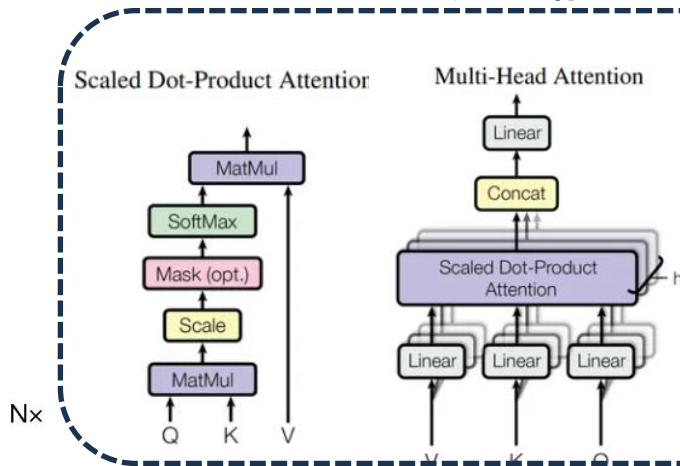 Scaled Dot-Product Attention
MatMul
SoftMax
Mask (opt.)
Scale
MatMul
Q K V
N×
Multi-Head Attention
Linear
Concat
Scaled Dot-Product
Attention
h
Linear Linear Linear
V K Q